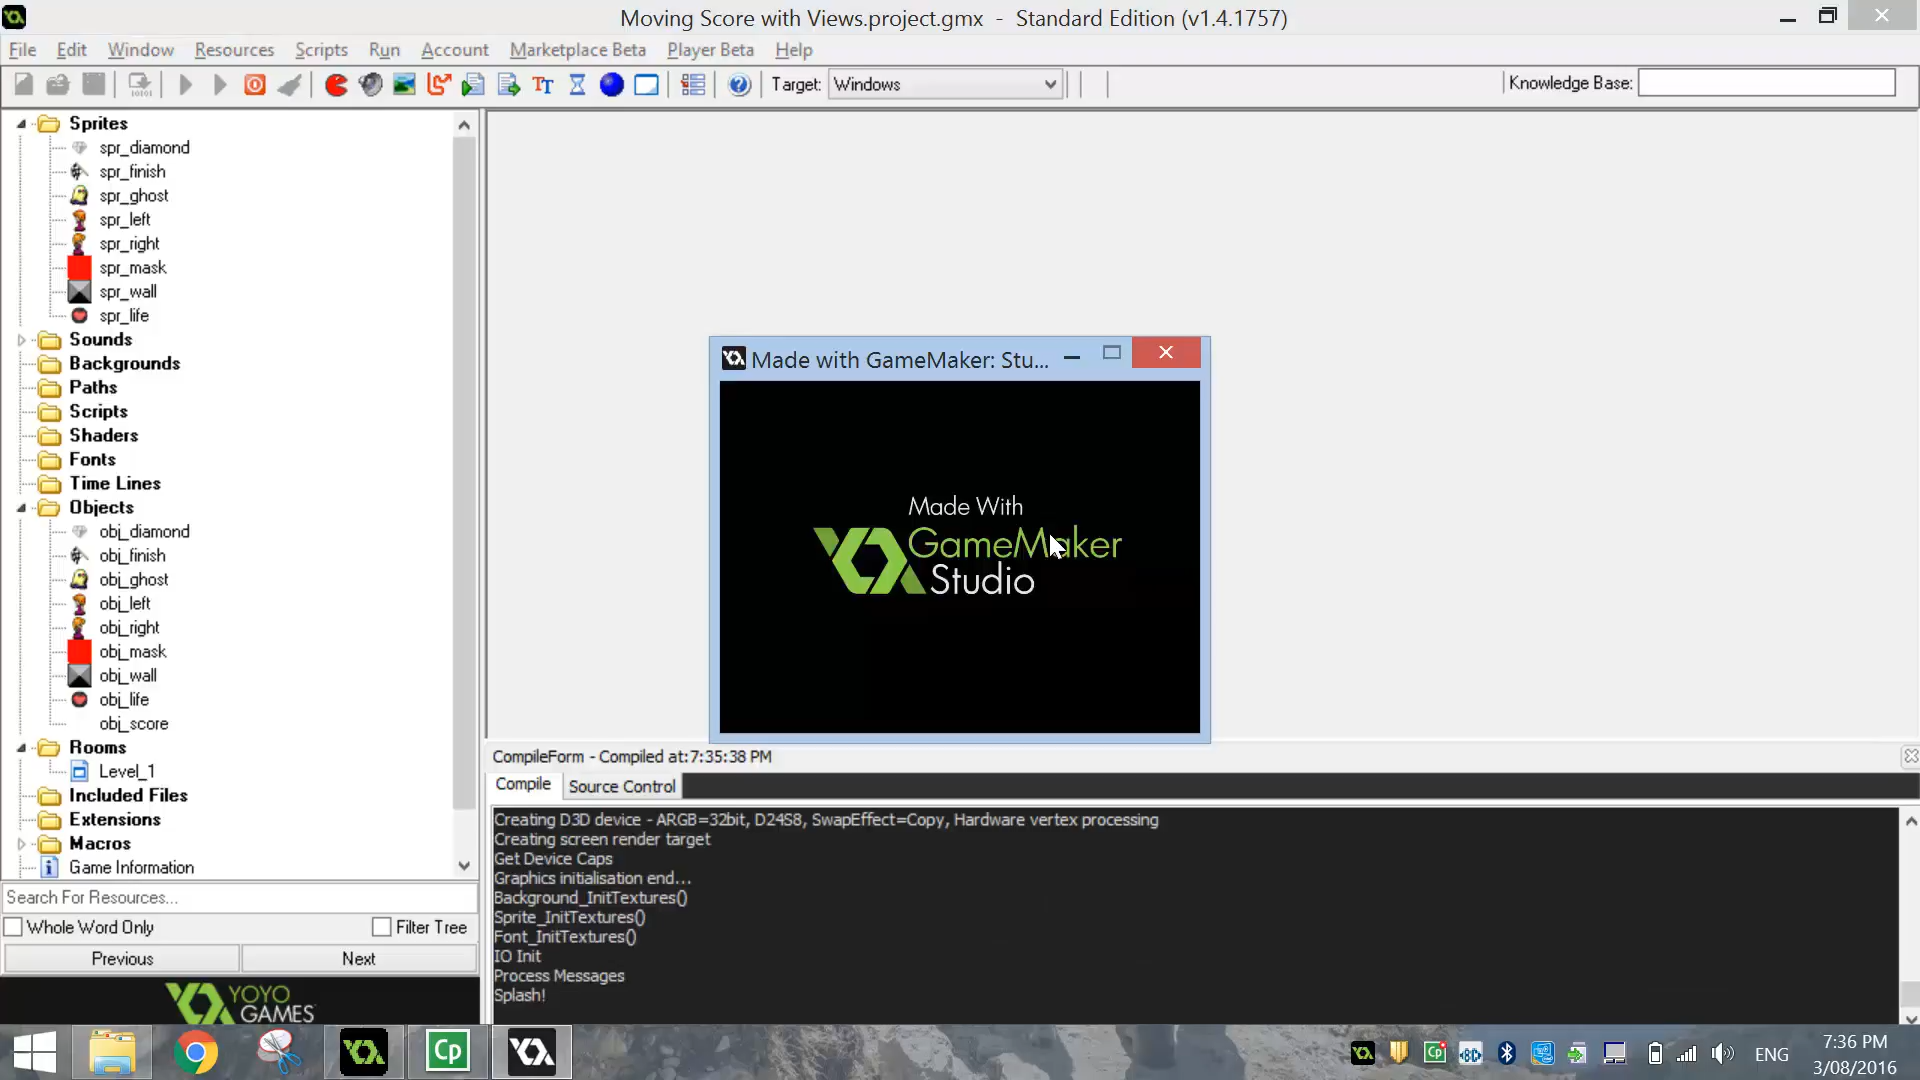 Moving Score with Views.project.gmx - Standard Edition (v1.4.1757)
File Edit Window Resources Scripts Run Account Marketplace Beta Player Beta Help
Target: Windows
Knowledge Base:
Sprites
spr_diamond
spr_finish
spr_ghost
spr_left
spr_right
spr_mask
spr_wall
spr_life
Sounds
Backgrounds
Paths
Scripts
Shaders
Fonts
Time Lines
Objects
obj_diamond
obj_finish
obj_ghost
obj_left
obj_right
obj_mask
obj_wall
obj_life
obj_score
Rooms
Level_1
Included Files
Extensions
Macros
Game Information
Search For Resources...
Whole Word Only
Filter Tree
Previous
Next
YOYO
GAMES
Made with GameMaker: Stu...
Made With
GameMaker
Studio
CompileForm - Compiled at:7:35:38 PM
Compile
Source Control
Creating D3D device - ARGB=32bit, D24S8, SwapEffect=Copy, Hardware vertex processing
Creating screen render target
Get Device Caps
Graphics initialisation end...
Background_InitTextures()
Sprite_InitTextures()
Font_InitTextures()
IO Init
Process Messages
Splash!
Cp
ENG
7:36 PM
3/08/2016